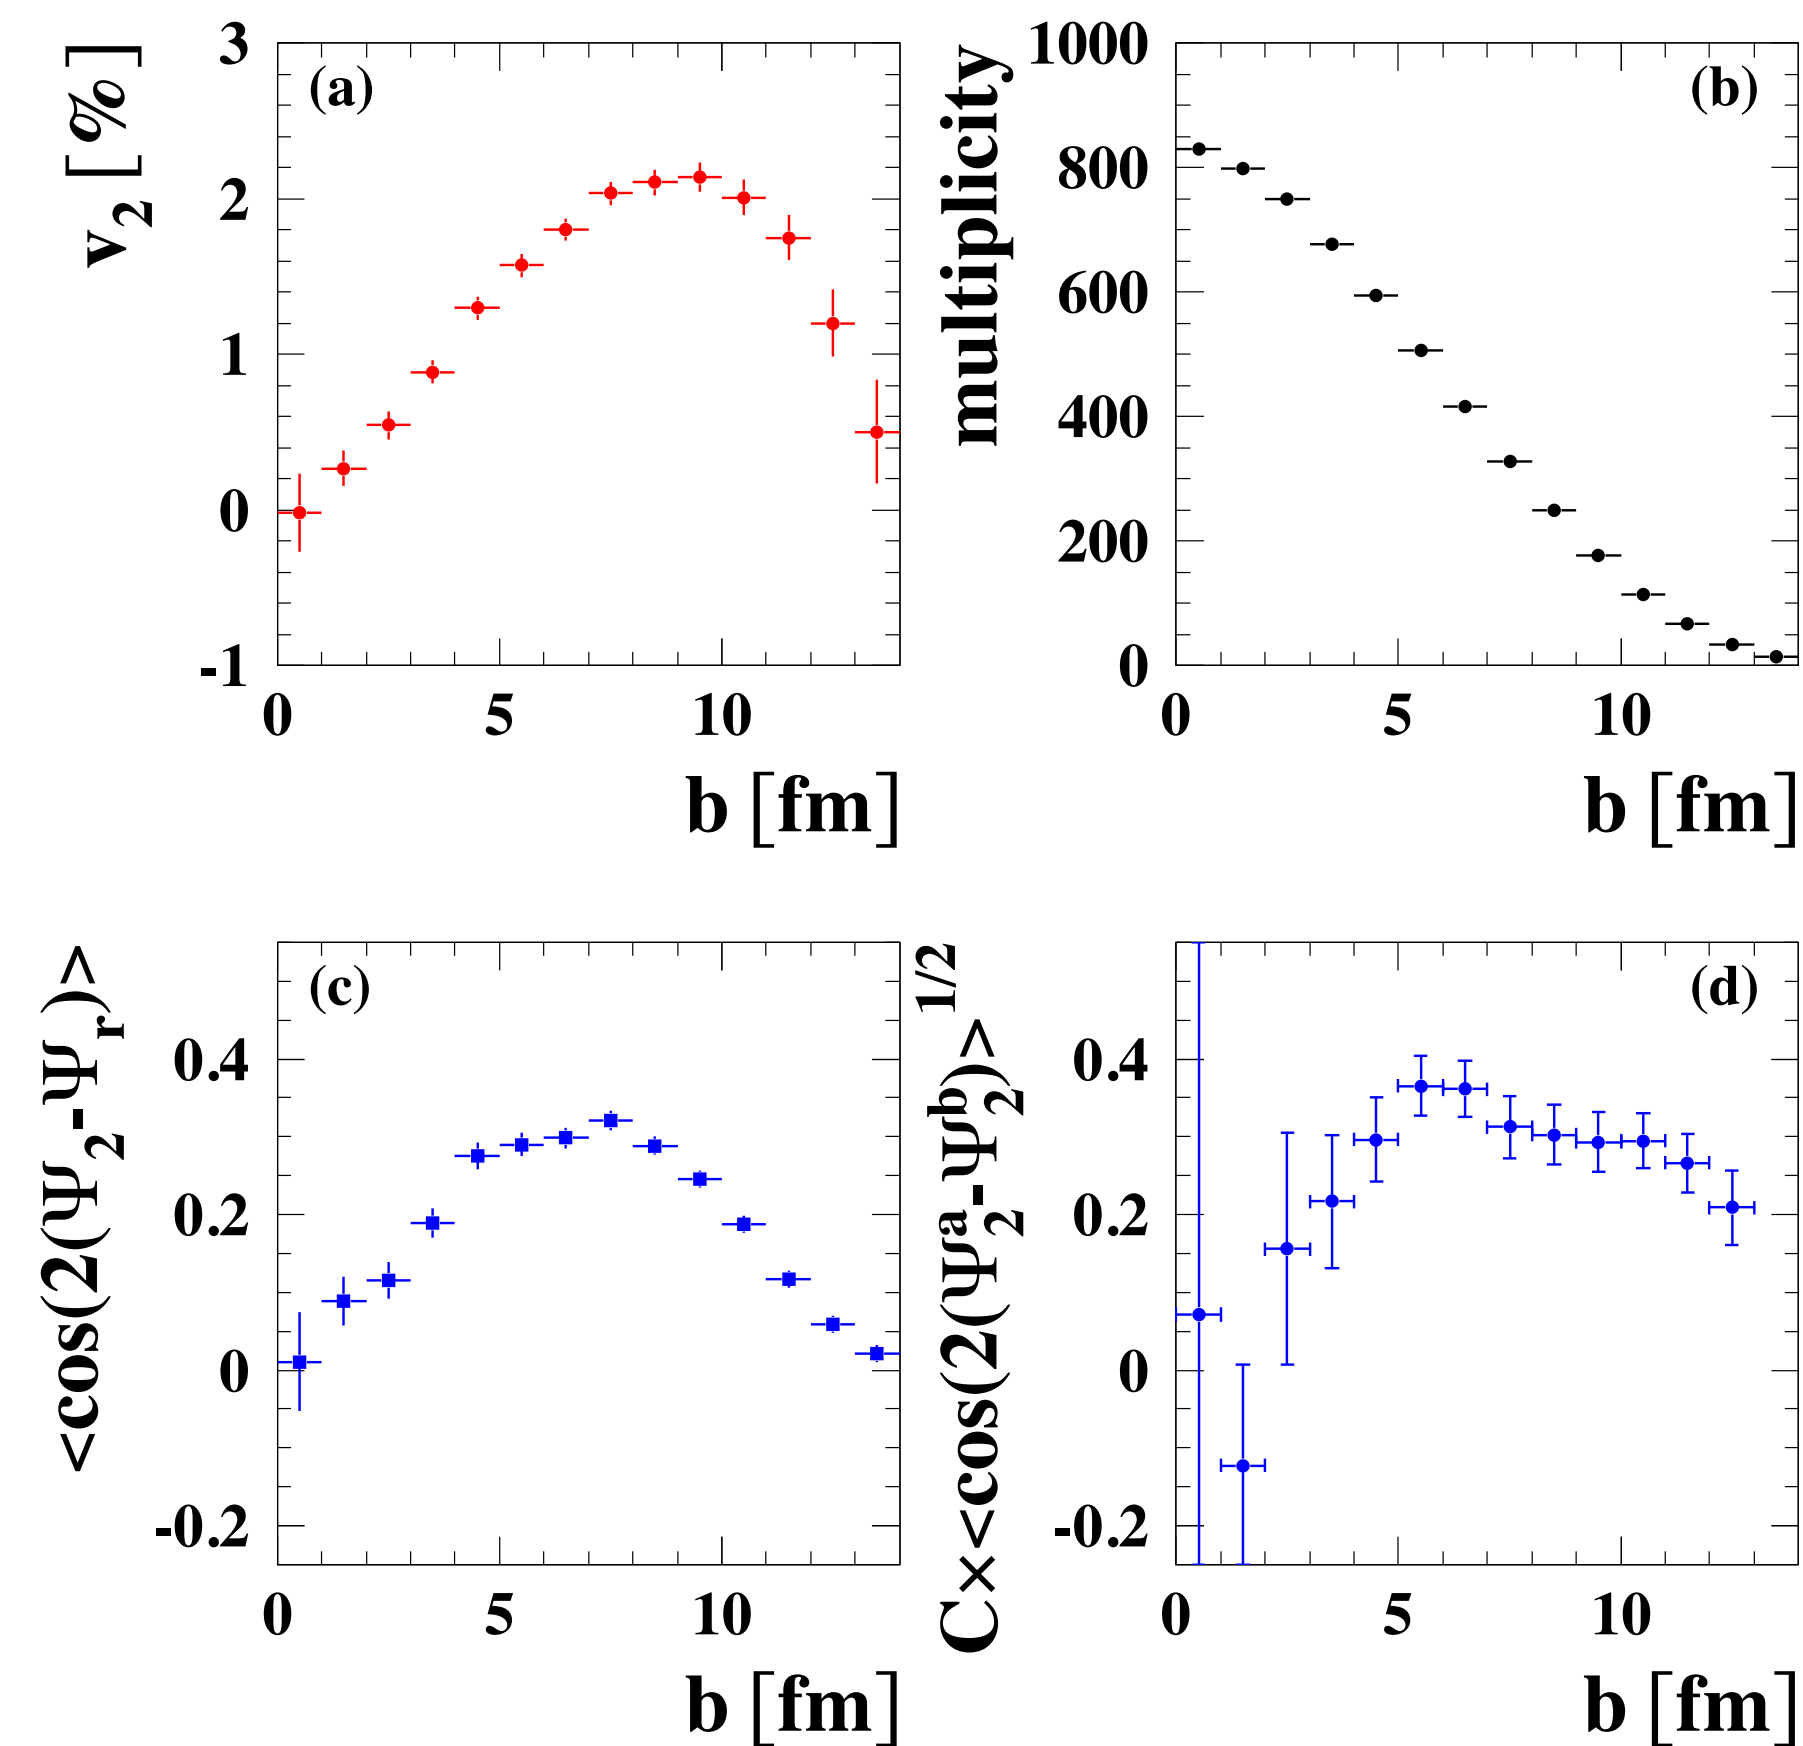 v2 [ % ]
3
2
1
0
-1
(a)
0 5 10
b [fm]
multiplicity
1000
800
600
400
200
0
(b)
0 5 10
b [fm]
<cos(2(Ψ2-Ψr)>
0.4
0.2
0
-0.2
(c)
0 5 10
b [fm]
C×<cos(2(Ψ2^a-Ψ2^b)>^1/2
0.4
0.2
0
-0.2
(d)
0 5 10
b [fm]